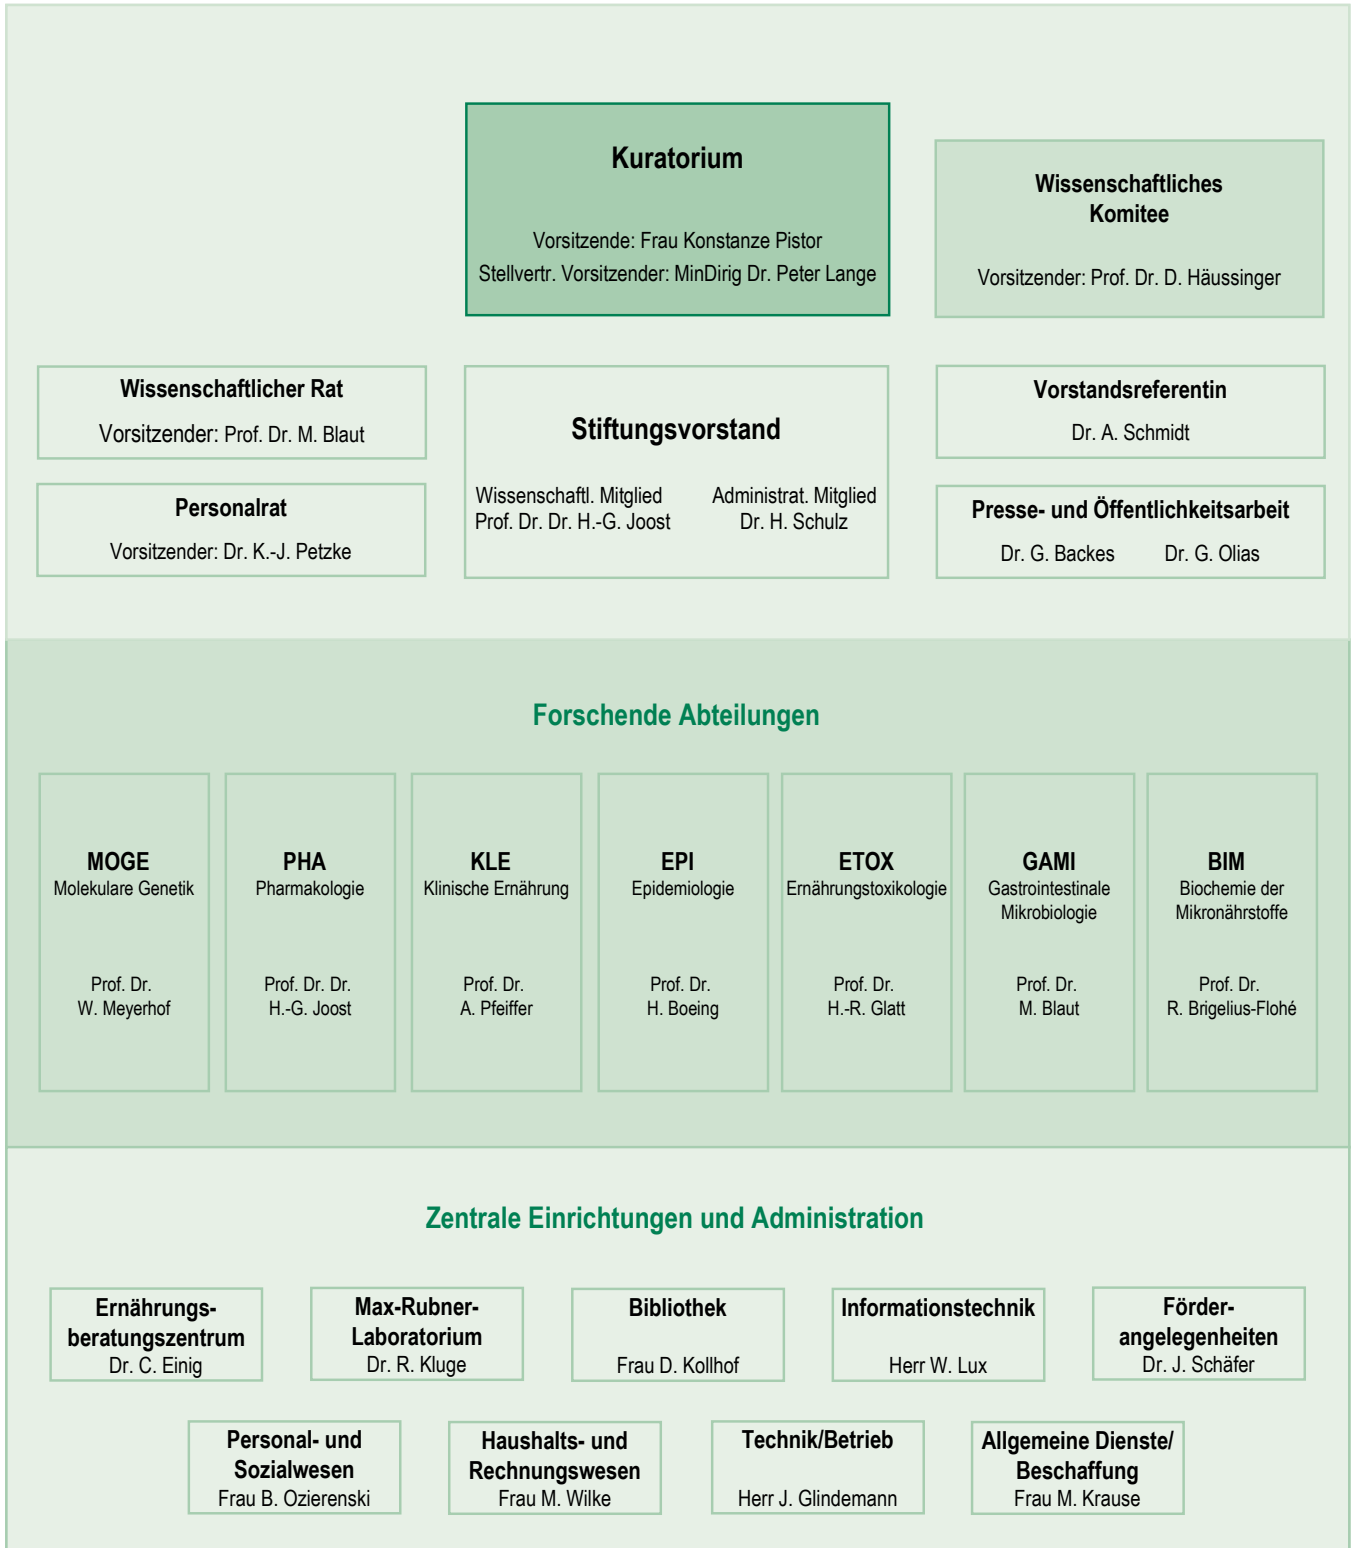 Kuratorium
Vorsitzende: Frau Konstanze Pistor
Stellvertr. Vorsitzender: MinDirig Dr. Peter Lange
Wissenschaftliches
Komitee
Vorsitzender: Prof. Dr. D. Häussinger
Wissenschaftlicher Rat
Vorsitzender: Prof. Dr. M. Blaut
Personalrat
Vorsitzender: Dr. K.-J. Petzke
Stiftungsvorstand
Wissenschaftl. Mitglied
Prof. Dr. Dr. H.-G. Joost
Administrat. Mitglied
Dr. H. Schulz
Vorstandsreferentin
Dr. A. Schmidt
Presse- und Öffentlichkeitsarbeit
Dr. G. Backes Dr. G. Olias
Forschende Abteilungen
MOGE
Molekulare Genetik
Prof. Dr.
W. Meyerhof
PHA
Pharmakologie
Prof. Dr. Dr.
H.-G. Joost
KLE
Klinische Ernährung
Prof. Dr.
A. Pfeiffer
EPI
Epidemiologie
Prof. Dr.
H. Boeing
ETOX
Ernährungstoxikologie
Prof. Dr.
H.-R. Glatt
GAMI
Gastrointestinale
Mikrobiologie
Prof. Dr.
M. Blaut
BIM
Biochemie der
Mikronährstoffe
Prof. Dr.
R. Brigelius-Flohé
Zentrale Einrichtungen und Administration
Ernährungs-
beratungszentrum
Dr. C. Einig
Max-Rubner-
Laboratorium
Dr. R. Kluge
Bibliothek
Frau D. Kollhof
Informationstechnik
Herr W. Lux
Förder-
angelegenheiten
Dr. J. Schäfer
Personal- und
Sozialwesen
Frau B. Ozierenski
Haushalts- und
Rechnungswesen
Frau M. Wilke
Technik/Betrieb
Herr J. Glindemann
Allgemeine Dienste/
Beschaffung
Frau M. Krause